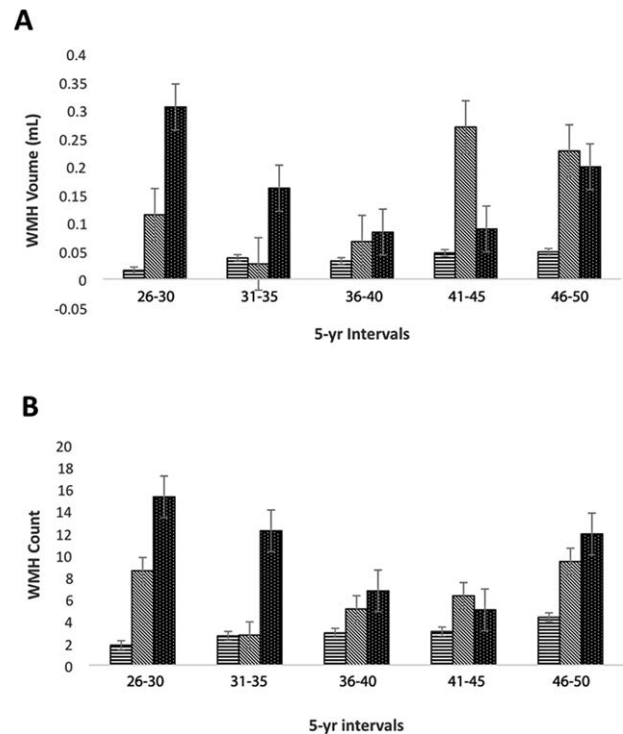 A
0.4
0.35
0.3
0.25
0.2
0.15
0.1
0.05
0
-0.05
WMH Voume (mL)
26-30 31-35 36-40 41-45 46-50
5-yr Intervals
B
20
18
16
14
12
10
8
6
4
2
0
WMH Count
26-30 31-35 36-40 41-45 46-50
5-yr intervals